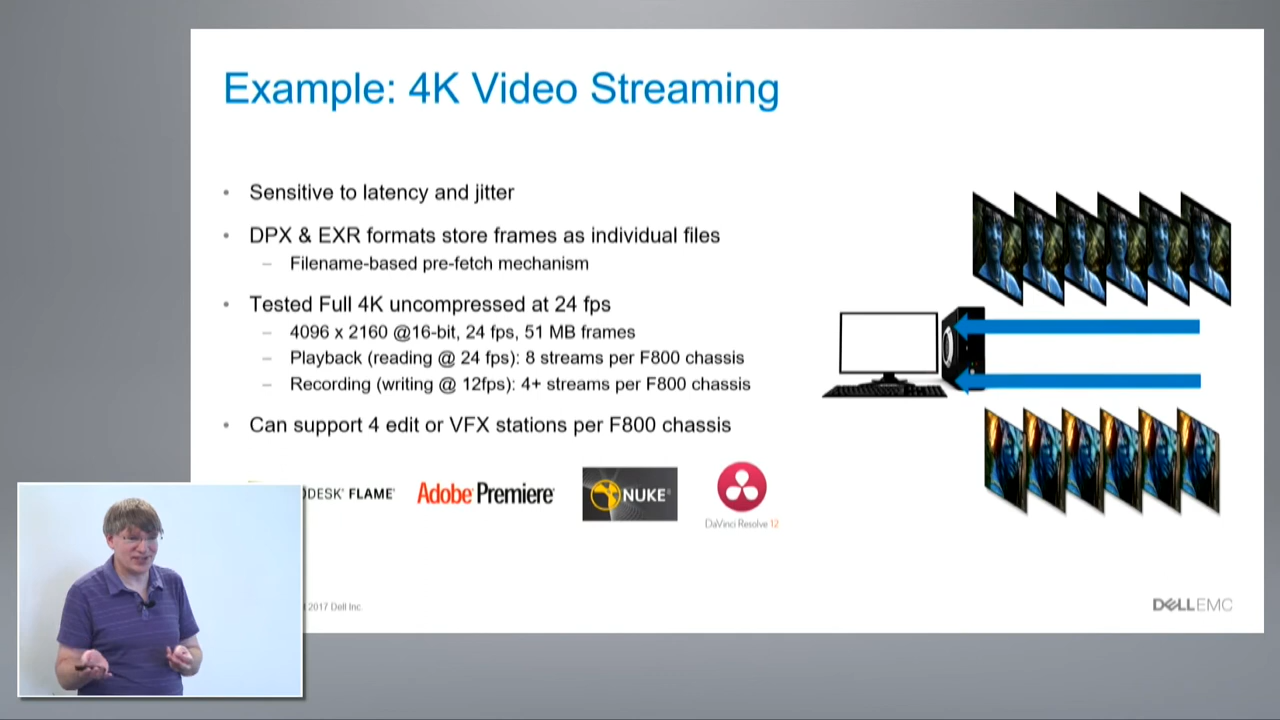 Example: 4K Video Streaming
• Sensitive to latency and jitter
• DPX & EXR formats store frames as individual files
– Filename-based pre-fetch mechanism
• Tested Full 4K uncompressed at 24 fps
– 4096 x 2160 @16-bit, 24 fps, 51 MB frames
– Playback (reading @ 24 fps): 8 streams per F800 chassis
– Recording (writing @ 12fps): 4+ streams per F800 chassis
• Can support 4 edit or VFX stations per F800 chassis
DESK® FLAME®
Adobe® Premiere®
NUKE®
DaVinci Resolve 12
2017 Dell Inc.
DELLEMC